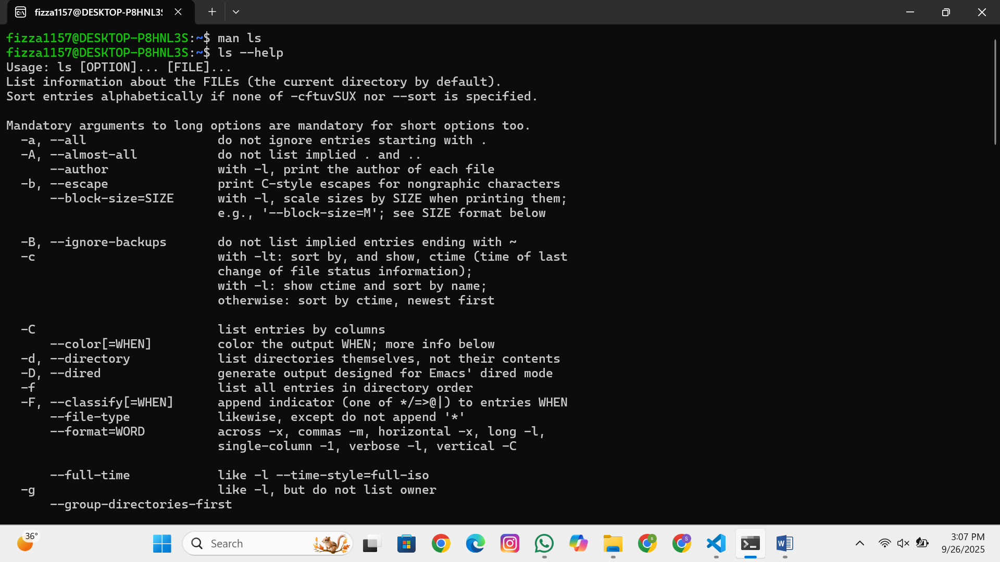 fizza1157@DESKTOP-P8HNL3S
fizza1157@DESKTOP-P8HNL3S:~$ man ls
fizza1157@DESKTOP-P8HNL3S:~$ ls --help
Usage: ls [OPTION]... [FILE]...
List information about the FILEs (the current directory by default).
Sort entries alphabetically if none of -cftuvSUX nor --sort is specified.

Mandatory arguments to long options are mandatory for short options too.
  -a, --all                  do not ignore entries starting with .
  -A, --almost-all           do not list implied . and ..
      --author               with -l, print the author of each file
  -b, --escape               print C-style escapes for nongraphic characters
      --block-size=SIZE      with -l, scale sizes by SIZE when printing them;
                             e.g., '--block-size=M'; see SIZE format below

  -B, --ignore-backups       do not list implied entries ending with ~
  -c                         with -lt: sort by, and show, ctime (time of last
                             change of file status information);
                             with -l: show ctime and sort by name;
                             otherwise: sort by ctime, newest first

  -C                         list entries by columns
      --color[=WHEN]         color the output WHEN; more info below
  -d, --directory            list directories themselves, not their contents
  -D, --dired                generate output designed for Emacs' dired mode
  -f                         list all entries in directory order
  -F, --classify[=WHEN]      append indicator (one of */=>@|) to entries WHEN
      --file-type            likewise, except do not append '*'
      --format=WORD          across -x, commas -m, horizontal -x, long -l,
                             single-column -1, verbose -l, vertical -C

      --full-time            like -l --time-style=full-iso
  -g                         like -l, but do not list owner
      --group-directories-first
36°
Search
3:07 PM
9/26/2025